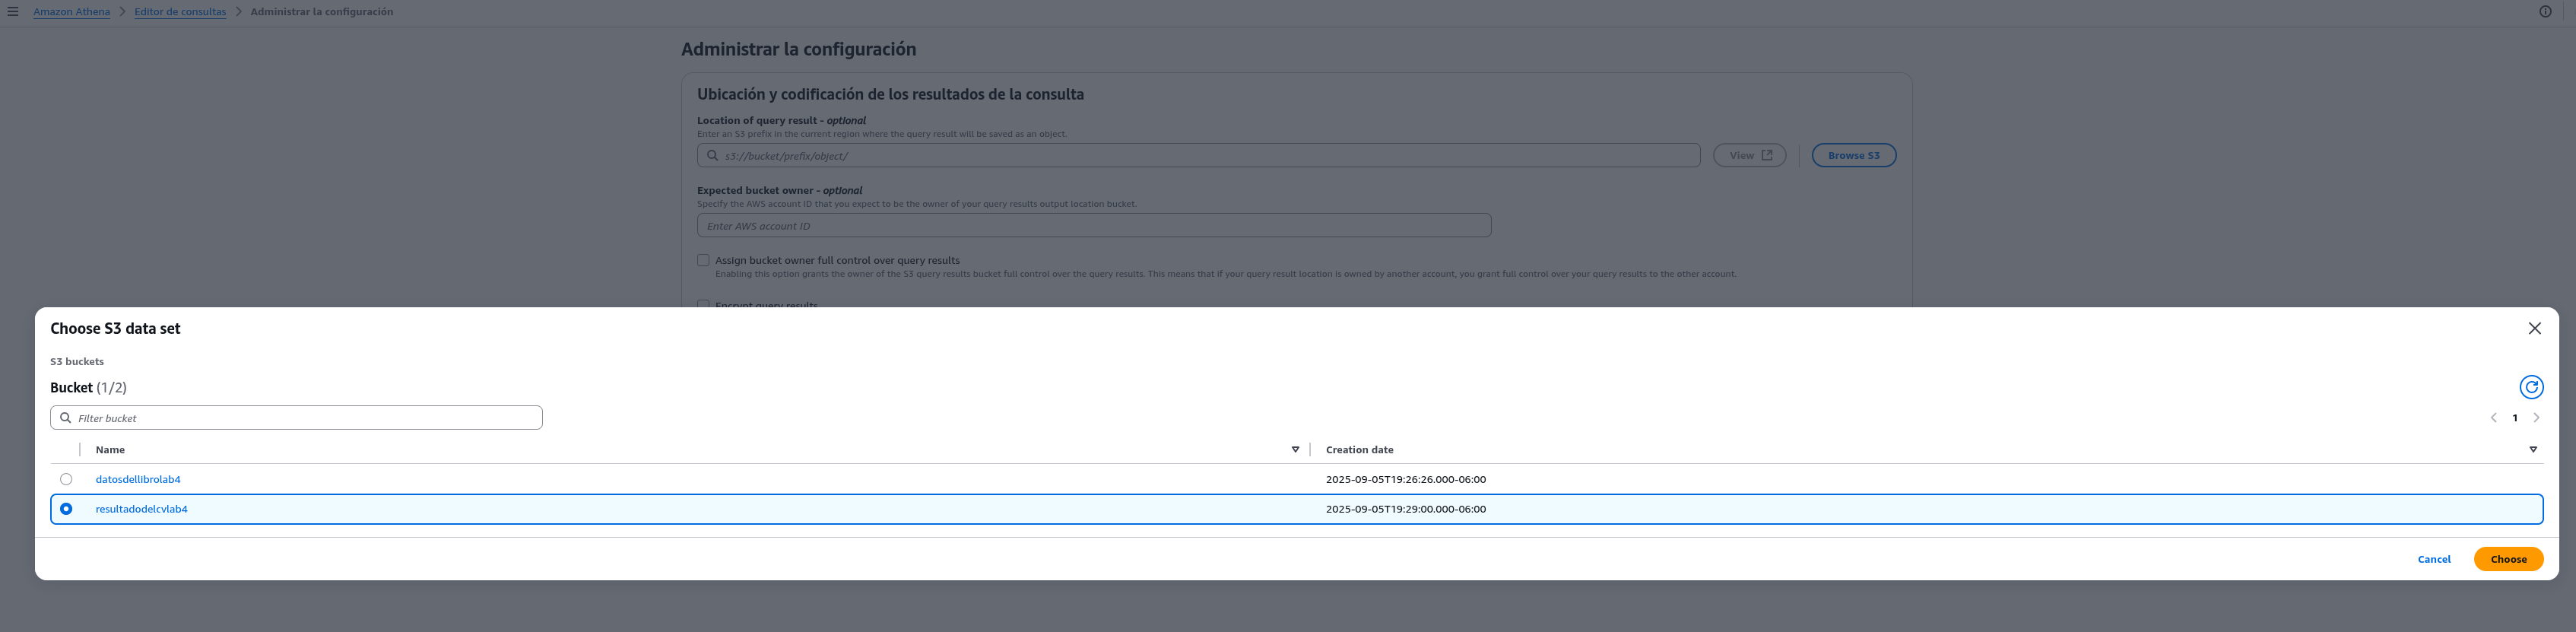 Amazon Athena > Editor de consultas > Administrar la configuración
Administrar la configuración
Ubicación y codificación de los resultados de la consulta
Location of query result - optional
Enter an S3 prefix in the current region where the query result will be saved as an object.
s3://bucket/prefix/object/ View Browse S3
Expected bucket owner - optional
Specify the AWS account ID that you expect to be the owner of your query results output location bucket.
Enter AWS account ID
Assign bucket owner full control over query results
Enabling this option grants the owner of the S3 query results bucket full control over the query results. This means that if your query result location is owned by another account, you grant full control over your query results to the other account.
Encrypt query results
Choose S3 data set
S3 buckets
Bucket (1/2)
Filter bucket 1
Name Creation date
datosdellibrolab4 2025-09-05T19:26:26.000-06:00
resultadodelcvlab4 2025-09-05T19:29:00.000-06:00
Cancel Choose